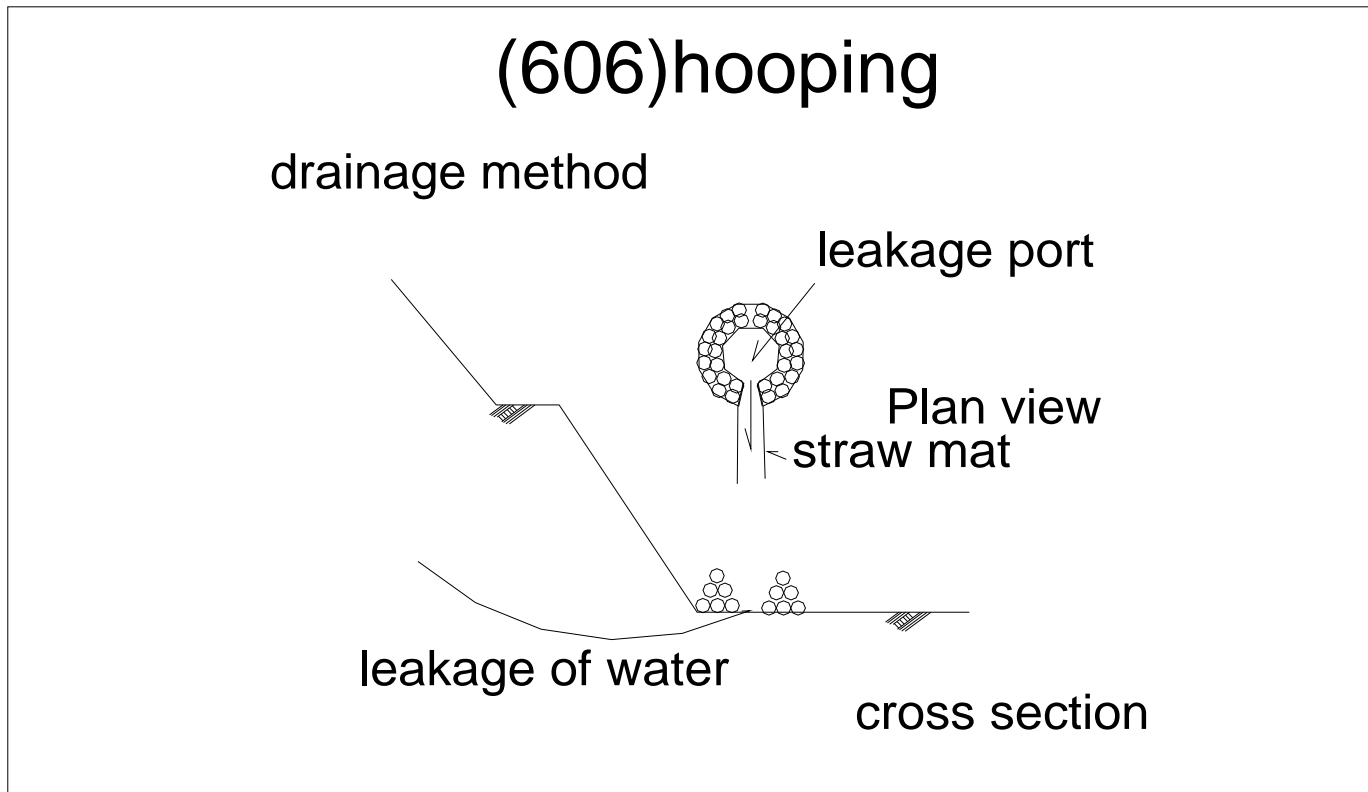 (606)hooping
drainage method
leakage port
Plan view
straw mat
leakage of water
cross section